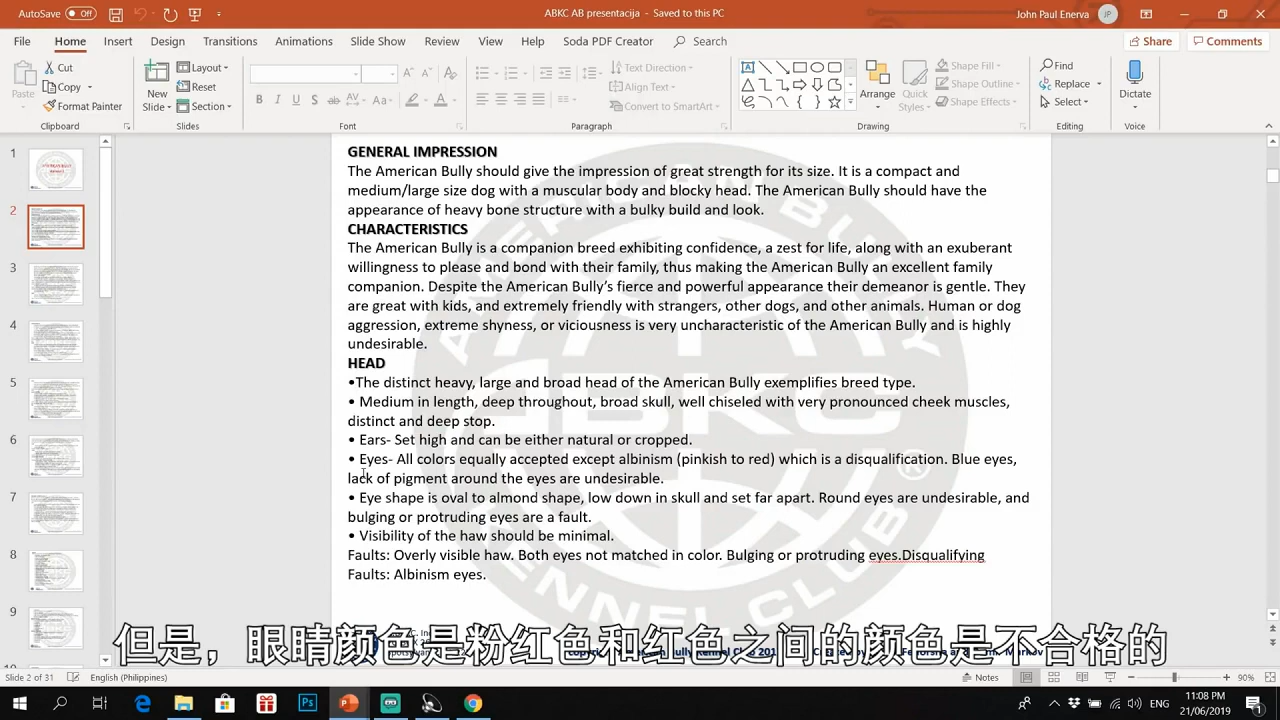 AutoSave Off
ABKC AB presentacija - Saved to this PC
John Paul Enerva JP
File Home Insert Design Transitions Animations Slide Show Review View Help Soda PDF Creator Search Share Comments
Paste
Cut
Copy
Format Painter
Clipboard
New Slide
Layout
Reset
Section
Slides
Font
Text Direction
Align Text
Convert to SmartArt
Paragraph
Arrange
Quick Styles
Shape Fill
Shape Outline
Shape Effects
Drawing
Find
Replace
Select
Editing
Dictate
Voice
1
6
7
8
9
GENERAL IMPRESSION
The American Bully should give the impression of great strength for its size. It is a compact and
medium/large size dog with a muscular body and blocky head. The American Bully should have the
appearance of heavy bone structure with a bulky build and look.
CHARACTERISTICS
The American Bully is a companion breed exhibiting confidence, a zest for life, along with an exuberant
willingness to please and bond with their family, thus making the American Bully an excellent family
companion. Despite the American Bully's fierce and powerful appearance their demeanor is gentle. They
are great with kids, and extremely friendly with strangers, other dogs, and other animals. Human or dog
aggression, extreme shyness, or viciousness is very uncharacteristic of the American Bully and is highly
undesirable.
HEAD
•The distinct heavy large and broad head of the American Bully exemplifies breed type.
• Medium in length, deep throughout, broad skull, well chiseled with very pronounced cheek muscles,
distinct and deep stop.
• Ears- set high and can be either natural or cropped.
• Eyes- All colors equally accepted except albinism (pinkish to red) which is a disqualification. Blue eyes,
lack of pigment around the eyes are undesirable.
• Eye shape is oval to almond shape, low down in skull and set far apart. Round eyes are undesirable, and
bulging or protruding eyes are a fault.
• Visibility of the haw should be minimal.
Faults: Overly visible haw. Both eyes not matched in color. Bulging or protruding eyes.Disqualifying
Faults: Albinism eyes.
但是，眼睛颜色是粉红色和红色之间的颜色是不合格的
Slide 2 of 31 English (Philippines) Notes 90%
11:08 PM
ENG
21/06/2019